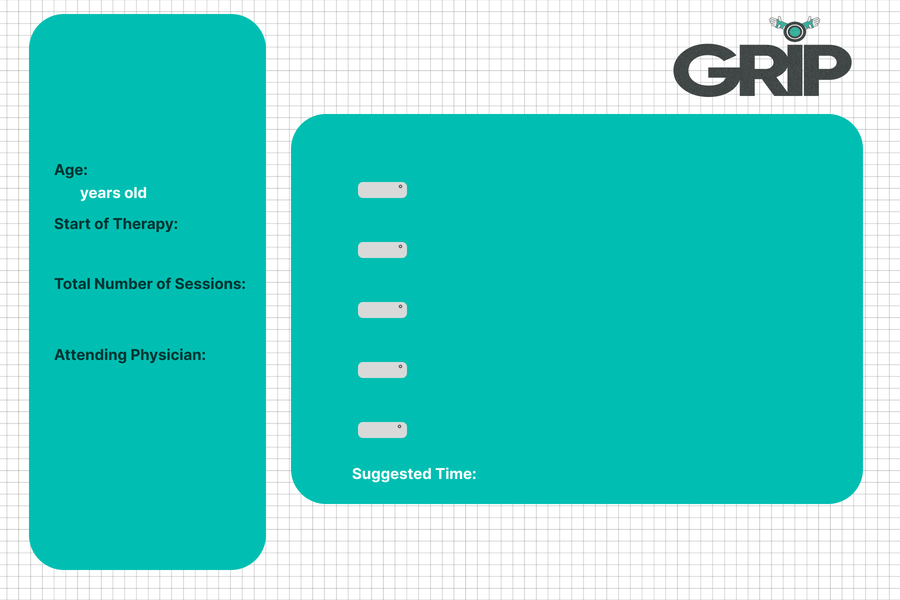 GRIP
Age:
years old
Start of Therapy:
Total Number of Sessions:
Attending Physician:
°
°
°
°
°
Suggested Time: